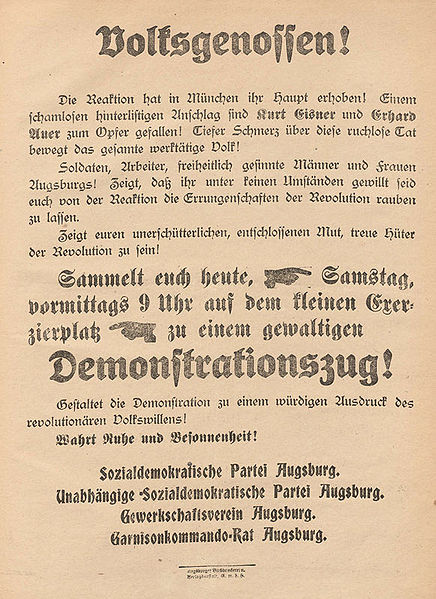 Volksgenossen!
Die Reaktion hat in München ihr Haupt erhoben! Einem
schamlosen hinterlistigen Anschlag sind Kurt Eisner und Erhard
Auer zum Opfer gefallen! Tiefer Schmerz über diese ruchlose Tat
bewegt das gesamte werktätige Volk!
Soldaten, Arbeiter, freiheitlich gesinnte Männer und Frauen
Augsburgs! Zeigt, daß ihr unter keinen Umständen gewillt seid
euch von der Reaktion die Errungenschaften der Revolution rauben
zu lassen.
Zeigt euren unerschütterlichen, entschlossenen Mut, treue Hüter
der Revolution zu sein!
Sammelt euch heute, Samstag,
vormittags 9 Uhr auf dem kleinen Exer-
zierplatz zu einem gewaltigen
Demonstrationszug!
Gestaltet die Demonstration zu einem würdigen Ausdruck des
revolutionären Volkswillens!
Wahrt Ruhe und Besonnenheit!
Sozialdemokratische Partei Augsburg.
Unabhängige Sozialdemokratische Partei Augsburg.
Gewerkschaftsverein Augsburg.
Garnisonkommando-Rat Augsburg.